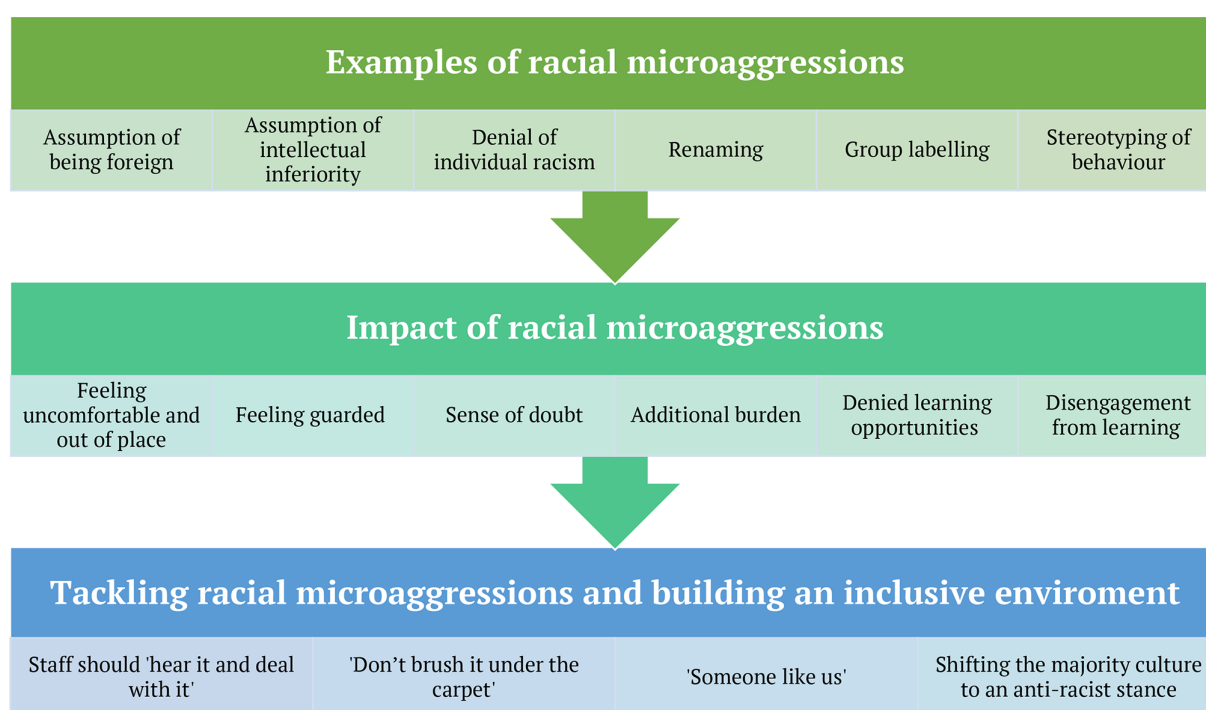 Examples of racial microaggressions
Assumption of
being foreign
Assumption of
intellectual
inferiority
Denial of
individual racism
Renaming
Group labelling
Stereotyping of
behaviour
Impact of racial microaggressions
Feeling
uncomfortable and
out of place
Feeling guarded
Sense of doubt
Additional burden
Denied learning
opportunities
Disengagement
from learning
Tackling racial microaggressions and building an inclusive enviroment
Staff should 'hear it and deal
with it'
'Don’t brush it under the
carpet'
'Someone like us'
Shifting the majority culture
to an anti-racist stance